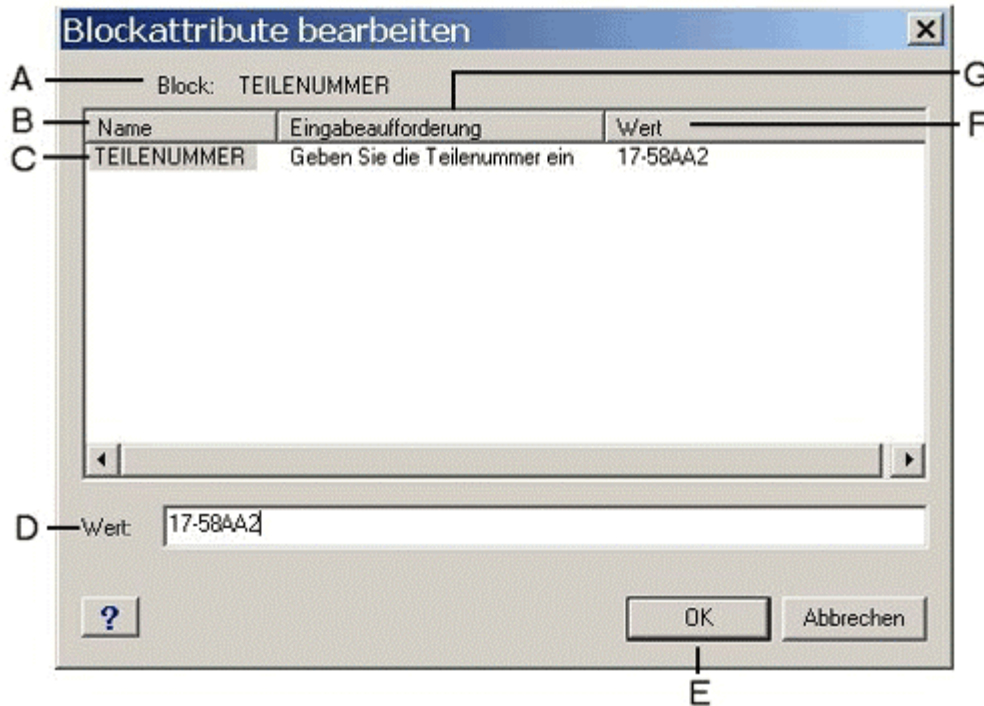 Blockattribute bearbeiten
A Block: TEILENUMMER G
B Name Eingabeaufforderung Wert F
C TEILENUMMER Geben Sie die Teilenummer ein 17-58AA2
D Wert: 17-58AA2
? OK Abbrechen
E